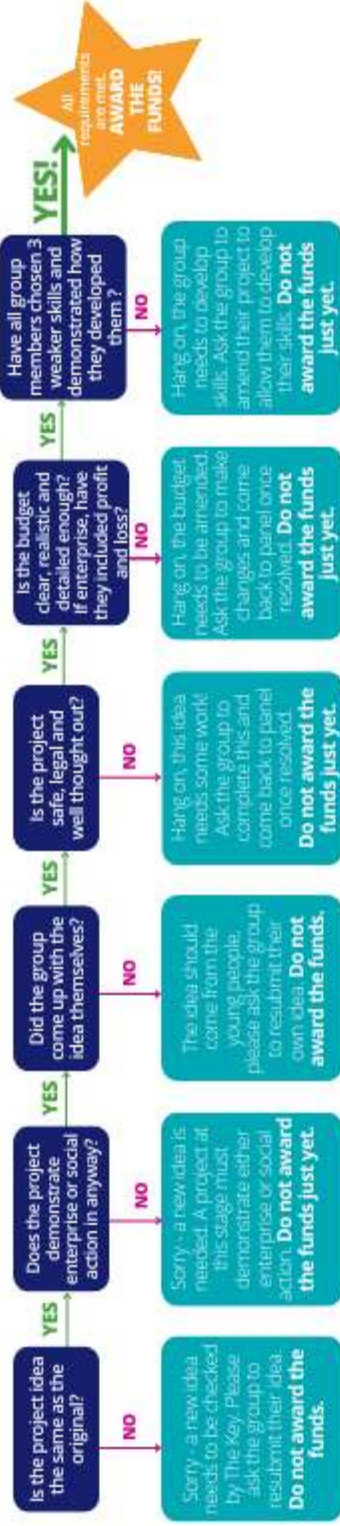 Is the project idea
the same as the
original?
YES
NO
Sorry - a new idea
needs to be checked
by The Key. Please
ask the group to
resubmit their idea.
Do not award the
funds.
Does the project
demonstrate
enterprise or social
action in anyway?
YES
NO
Sorry - a new idea is
needed. A project at
this stage must
demonstrate either
enterprise or social
action. Do not award
the funds just yet.
Did the group
come up with the
idea themselves?
YES
NO
The idea should
come from the
young people,
please ask the group
to resubmit their
own idea. Do not
award the funds.
Is the project
safe, legal and
well thought out?
YES
NO
Hang on, this idea
needs some work!
Ask the group to
complete this and
come back to panel
once resolved.
Do not award the
funds just yet.
Is the budget
clear, realistic and
detailed enough?
If enterprise, have
they included profit
and loss?
YES
NO
Hang on, the budget
needs to be amended.
Ask the group to make
changes and come
back to panel once
resolved. Do not
award the funds
just yet.
Have all group
members chosen 3
weaker skills and
demonstrated how
they developed
them ?
YES!
NO
Hang on, the group
needs to develop
skills. Ask the group to
amend their project to
allow them to develop
their skills. Do not
award the funds
just yet.
All
requirements
are met.
AWARD
THE
FUNDS!